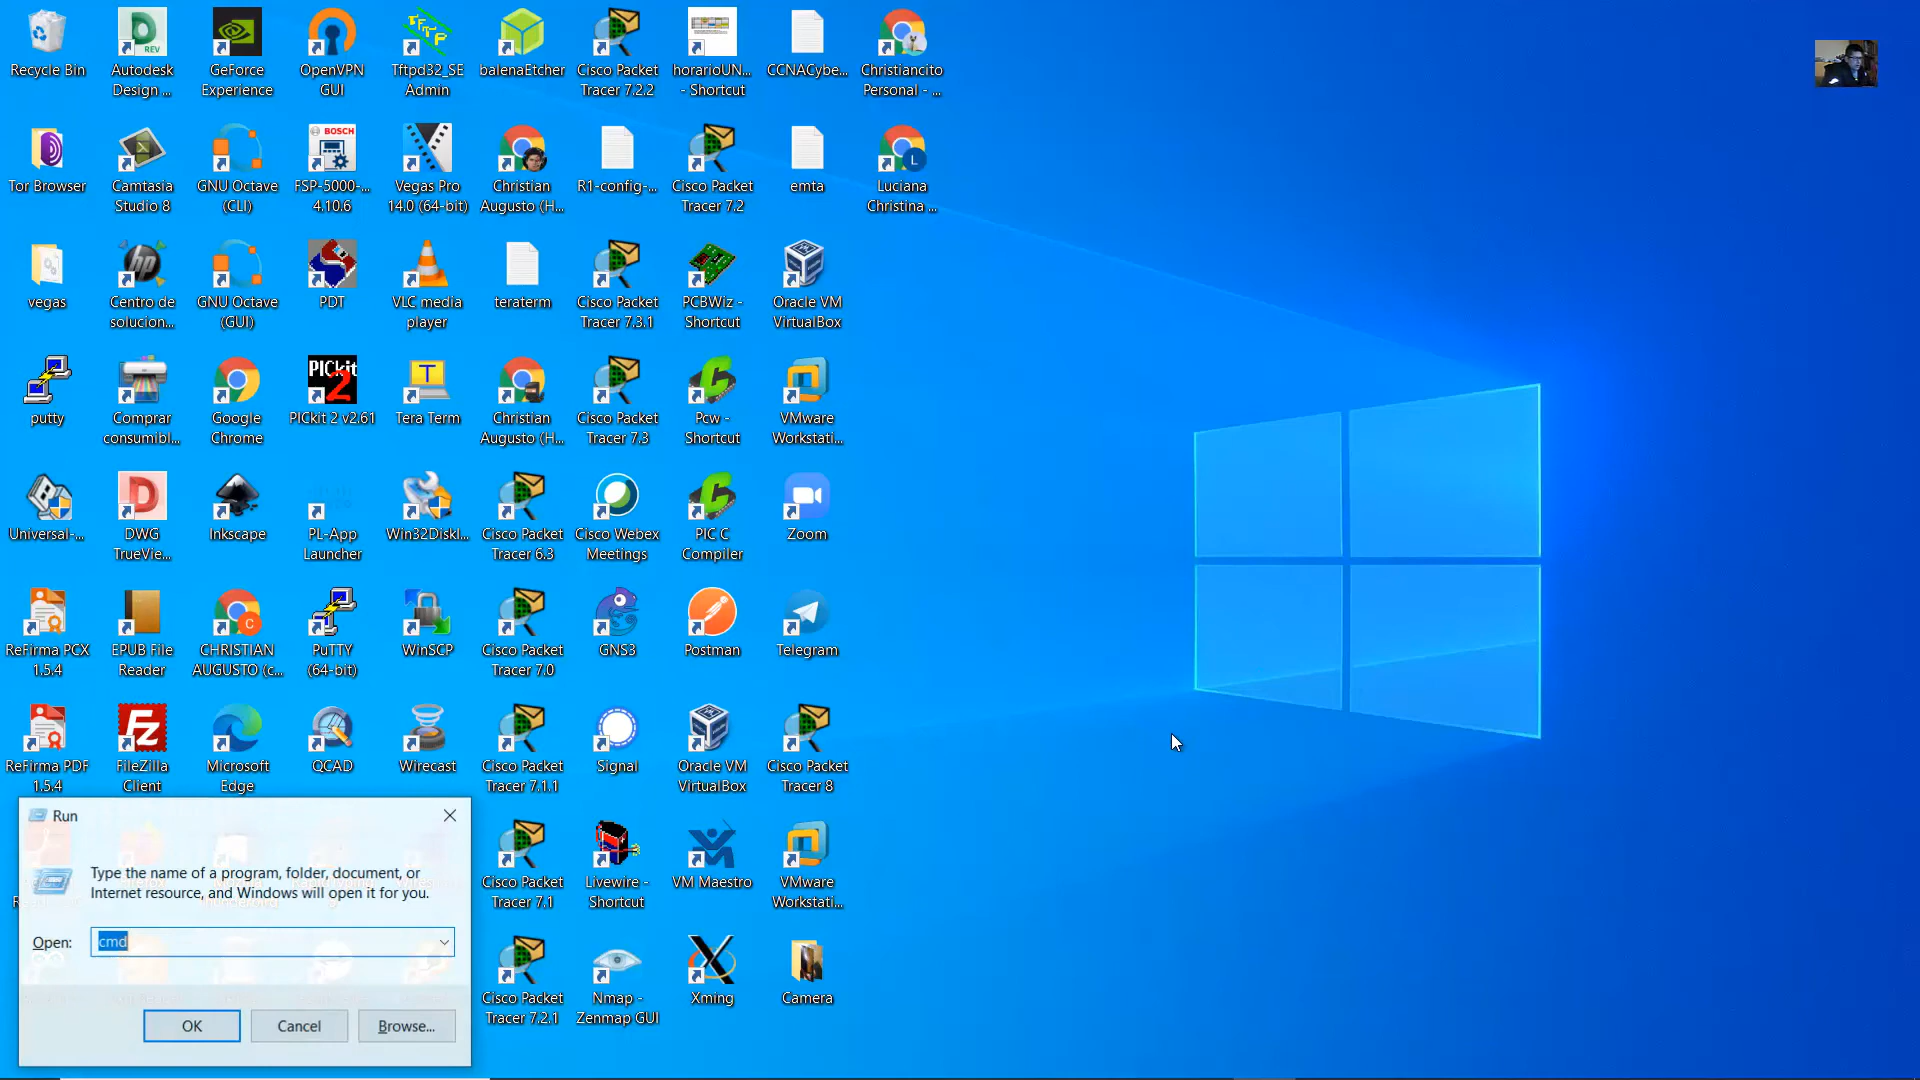 Recycle Bin
Autodesk
Design ...
GeForce
Experience
OpenVPN
GUI
Tftpd32_SE
Admin
balenaEtcher
Cisco Packet
Tracer 7.2.2
horarioUN...
- Shortcut
CCNACybe...
Christiancito
Personal - ...
Tor Browser
Camtasia
Studio 8
GNU Octave
(CLI)
BOSCH
FSP-5000-...
4.10.6
Vegas Pro
14.0 (64-bit)
Christian
Augusto (H...
R1-config-...
Cisco Packet
Tracer 7.2
emta
L
Luciana
Christina ...
vegas
Centro de
solucion...
GNU Octave
(GUI)
PDT
VLC media
player
teraterm
Cisco Packet
Tracer 7.3.1
PCBWiz -
Shortcut
Oracle VM
VirtualBox
putty
Comprar
consumibl...
Google
Chrome
PICkit 2 v2.61
Tera Term
Christian
Augusto (H...
Cisco Packet
Tracer 7.3
Pcw -
Shortcut
VMware
Workstati...
Universal-...
DWG
TrueVie...
Inkscape
PL-App
Launcher
Win32DiskI...
Cisco Packet
Tracer 6.3
Cisco Webex
Meetings
PIC C
Compiler
Zoom
ReFirma PCX
1.5.4
EPUB File
Reader
CHRISTIAN
AUGUSTO (c...
PuTTY
(64-bit)
WinSCP
Cisco Packet
Tracer 7.0
GNS3
Postman
Telegram
ReFirma PDF
1.5.4
FileZilla
Client
Microsoft
Edge
QCAD
Wirecast
Cisco Packet
Tracer 7.1.1
Signal
Oracle VM
VirtualBox
Cisco Packet
Tracer 8
Cisco Packet
Tracer 7.1
Livewire -
Shortcut
VM Maestro
VMware
Workstati...
Cisco Packet
Tracer 7.2.1
Nmap -
Zenmap GUI
Xming
Camera
Run
Type the name of a program, folder, document, or
Internet resource, and Windows will open it for you.
Open:
cmd
OK
Cancel
Browse...